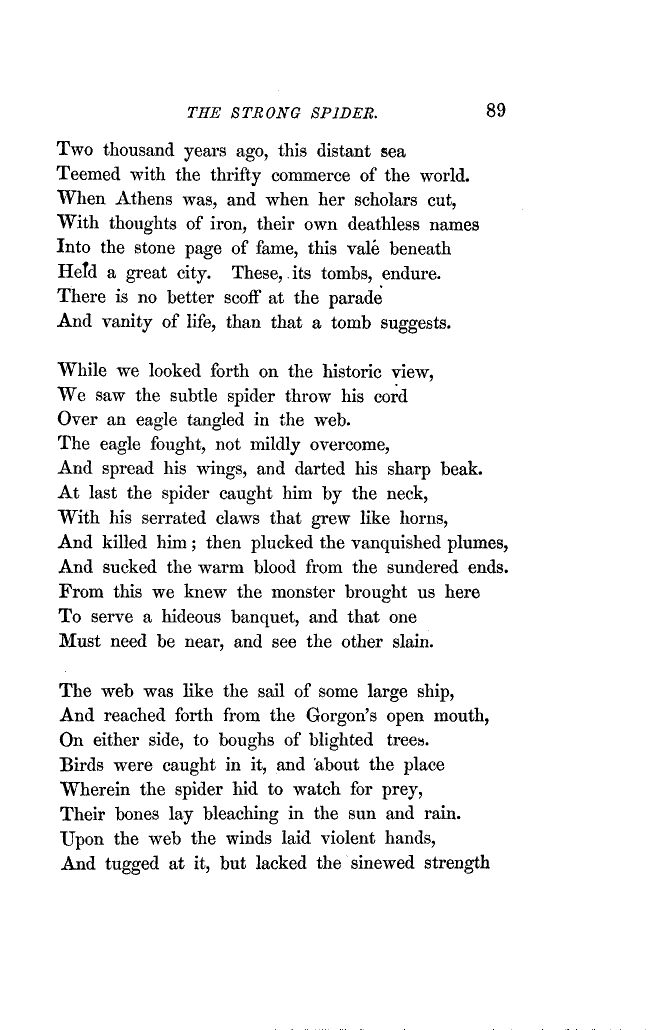 THE STRONG SPIDER. 89
Two thousand years ago, this distant sea
Teemed with the thrifty commerce of the world.
When Athens was, and when her scholars cut,
With thoughts of iron, their own deathless names
Into the stone page of fame, this valé beneath
Held a great city. These, its tombs, endure.
There is no better scoff at the parade
And vanity of life, than that a tomb suggests.

While we looked forth on the historic view,
We saw the subtle spider throw his cord
Over an eagle tangled in the web.
The eagle fought, not mildly overcome,
And spread his wings, and darted his sharp beak.
At last the spider caught him by the neck,
With his serrated claws that grew like horns,
And killed him; then plucked the vanquished plumes,
And sucked the warm blood from the sundered ends.
From this we knew the monster brought us here
To serve a hideous banquet, and that one
Must need be near, and see the other slain.

The web was like the sail of some large ship,
And reached forth from the Gorgon's open mouth,
On either side, to boughs of blighted trees.
Birds were caught in it, and about the place
Wherein the spider hid to watch for prey,
Their bones lay bleaching in the sun and rain.
Upon the web the winds laid violent hands,
And tugged at it, but lacked the sinewed strength